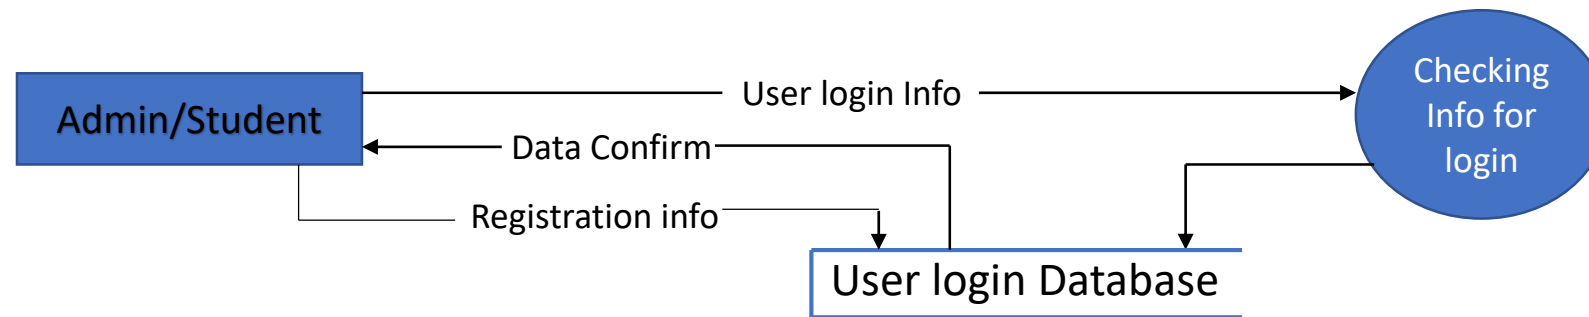 Admin/Student
User login Info
Checking
Info for
login
Data Confirm
Registration info
User login Database